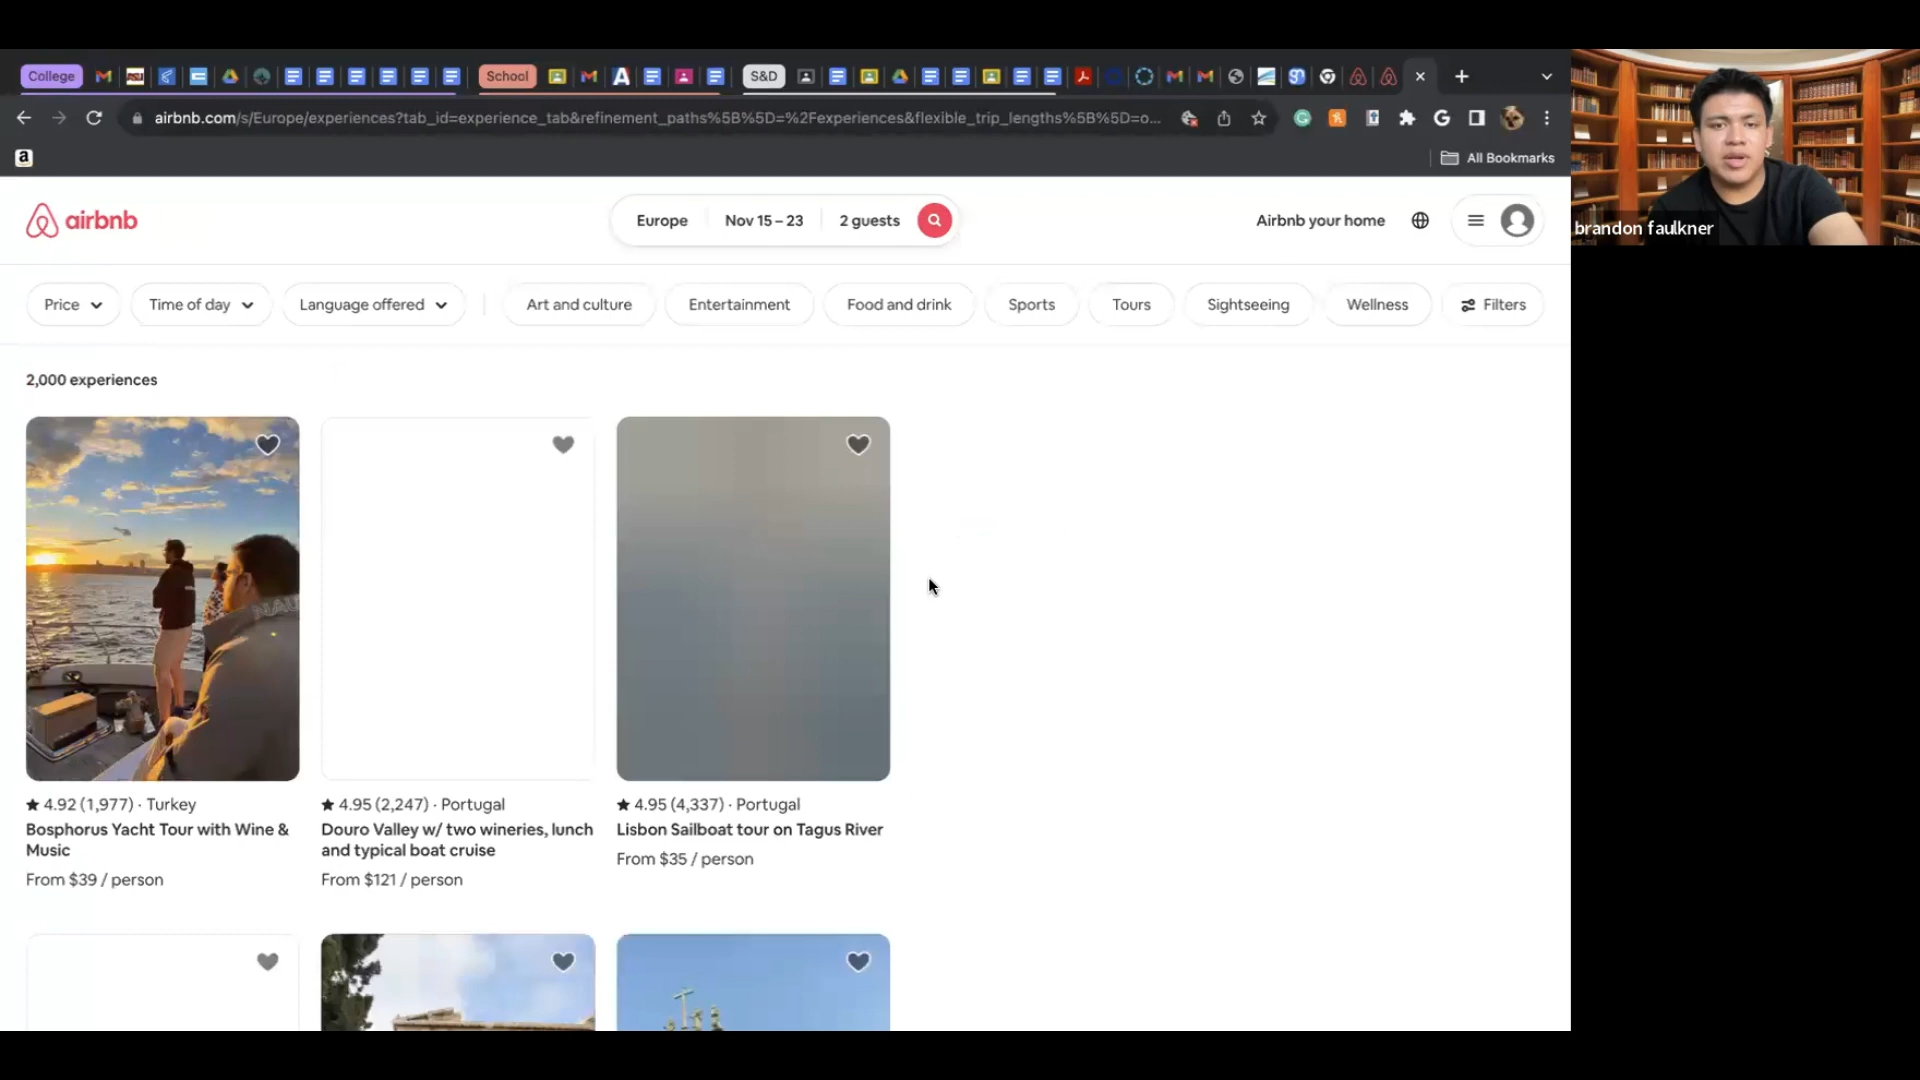 College
School
S&D
airbnb.com/s/Europe/experiences?tab_id=experience_tab&refinement_paths%5B%5D=%2Fexperiences&flexible_trip_lengths%5B%5D=o...
a
All Bookmarks
airbnb
Europe
Nov 15 – 23
2 guests
Airbnb your home
brandon faulkner
Price
Time of day
Language offered
Art and culture
Entertainment
Food and drink
Sports
Tours
Sightseeing
Wellness
Filters
2,000 experiences
4.92 (1,977) · Turkey
Bosphorus Yacht Tour with Wine &
Music
From $39 / person
4.95 (2,247) · Portugal
Douro Valley w/ two wineries, lunch
and typical boat cruise
From $121 / person
4.95 (4,337) · Portugal
Lisbon Sailboat tour on Tagus River
From $35 / person